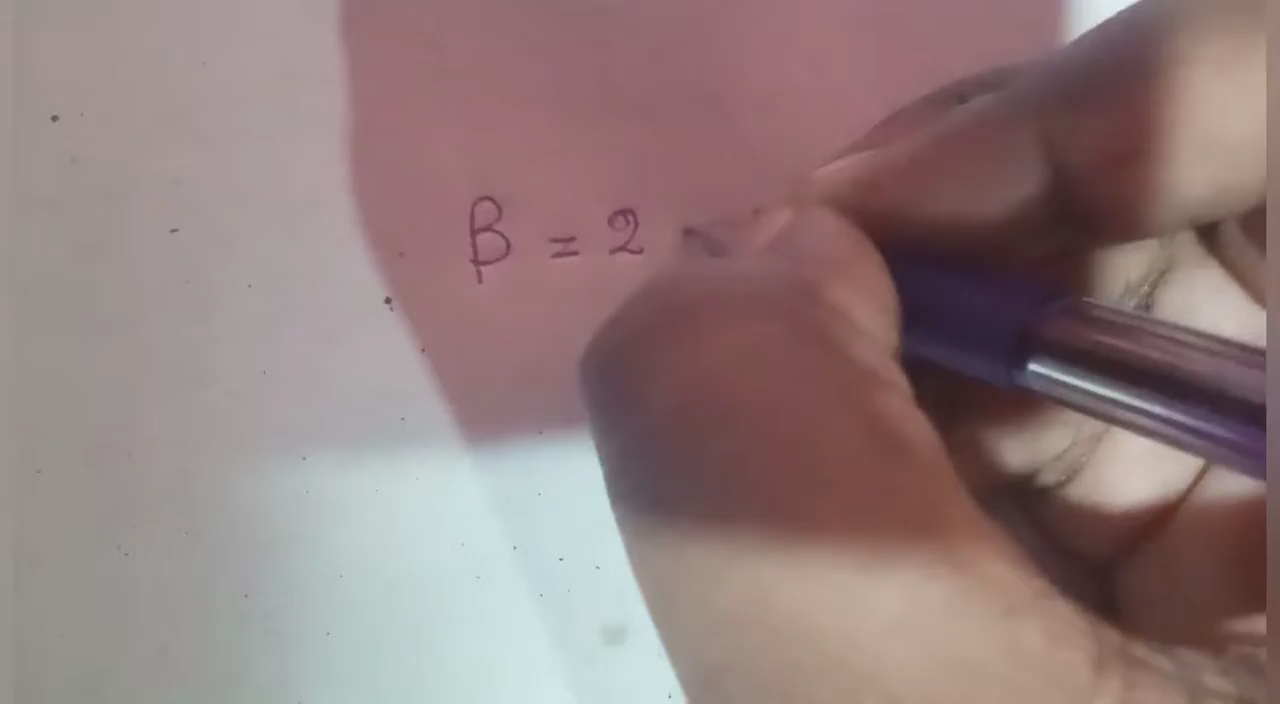 β = 2